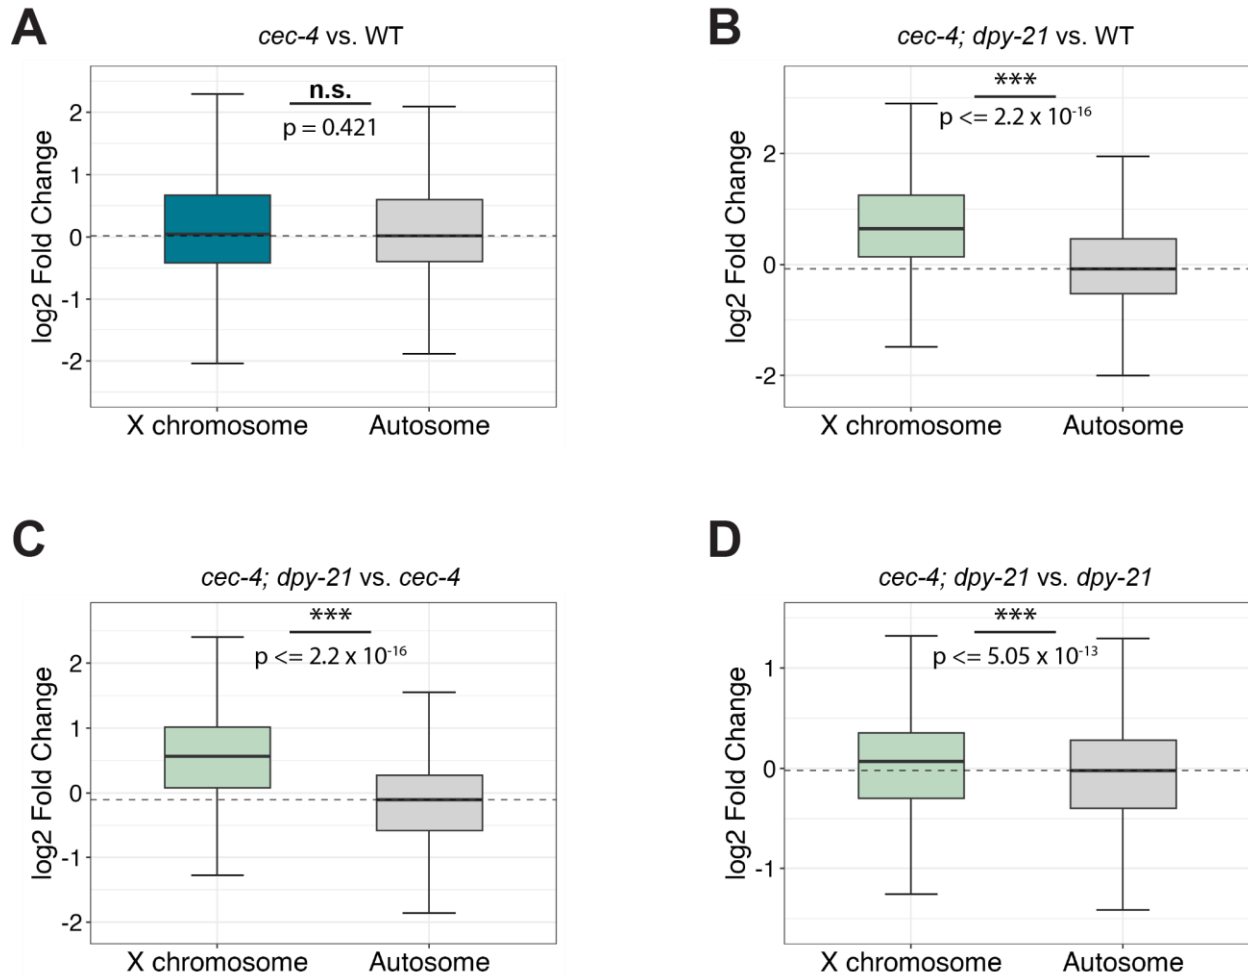 A
cec-4 vs. WT
n.s.
p = 0.421
log2 Fold Change
2
1
0
-1
-2
X chromosome
Autosome
B
cec-4; dpy-21 vs. WT
***
p <= 2.2 x 10⁻¹⁶
log2 Fold Change
2
0
-2
X chromosome
Autosome
C
cec-4; dpy-21 vs. cec-4
***
p <= 2.2 x 10⁻¹⁶
log2 Fold Change
2
1
0
-1
-2
X chromosome
Autosome
D
cec-4; dpy-21 vs. dpy-21
***
p <= 5.05 x 10⁻¹³
log2 Fold Change
1
0
-1
X chromosome
Autosome